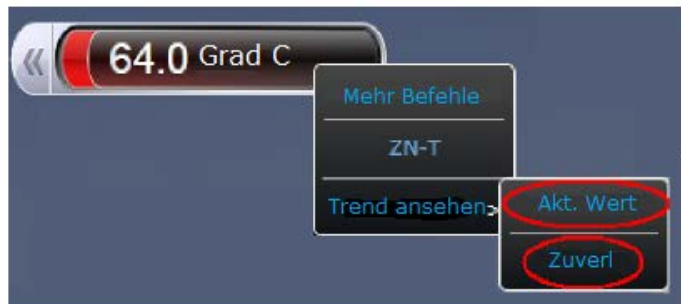 64.0 Grad C
Mehr Befehle
ZN-T
Trend ansehen>
Akt. Wert
Zuverl